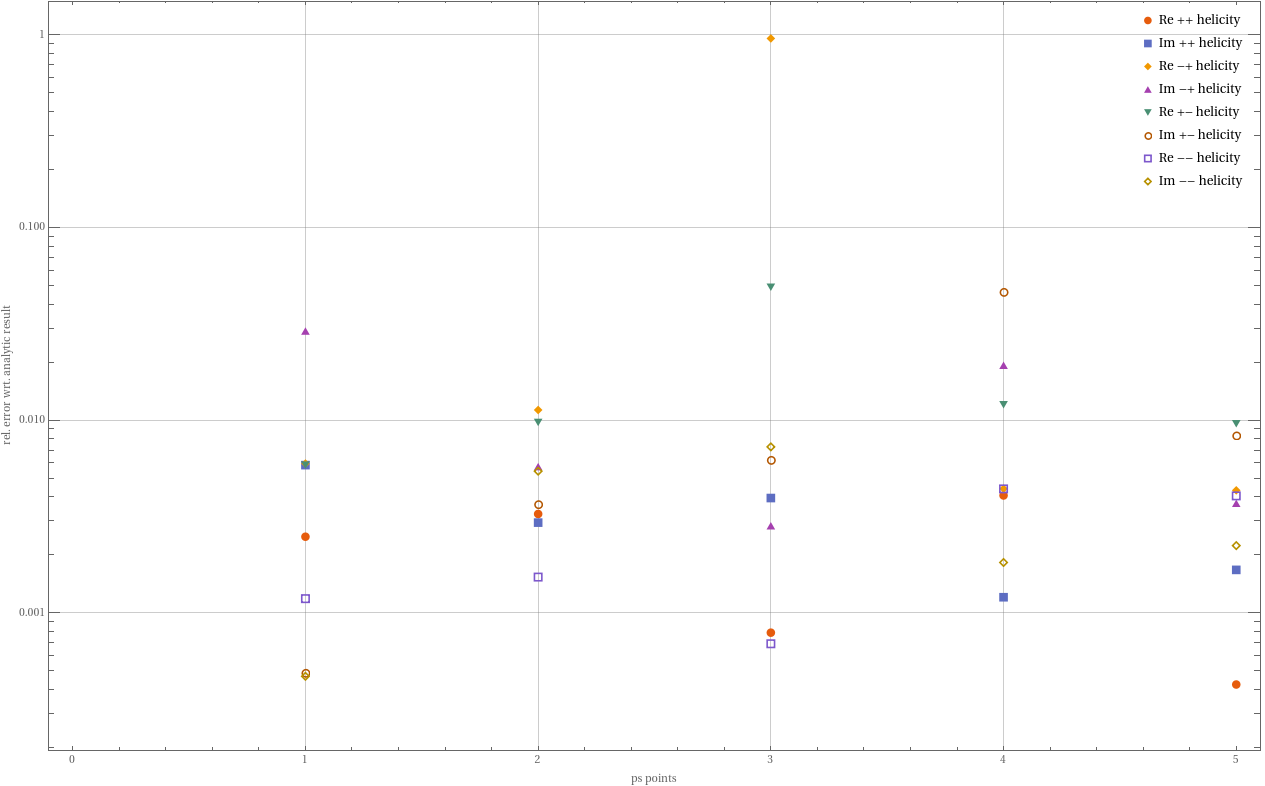 Re ++ helicity
Im ++ helicity
Re −+ helicity
Im −+ helicity
Re +− helicity
Im +− helicity
Re −− helicity
Im −− helicity
1
0.100
0.010
0.001
rel. error wrt. analytic result
0 1 2 3 4 5
ps points